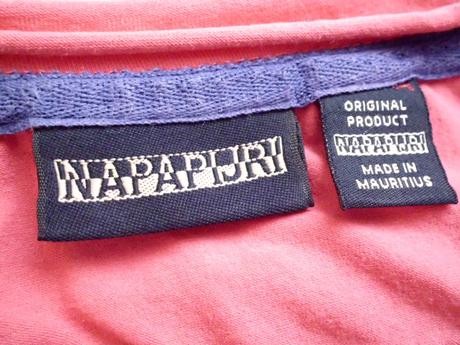 NAPAPIJRI
ORIGINAL
PRODUCT
NAPAPIJRI
MADE IN
MAURITIUS